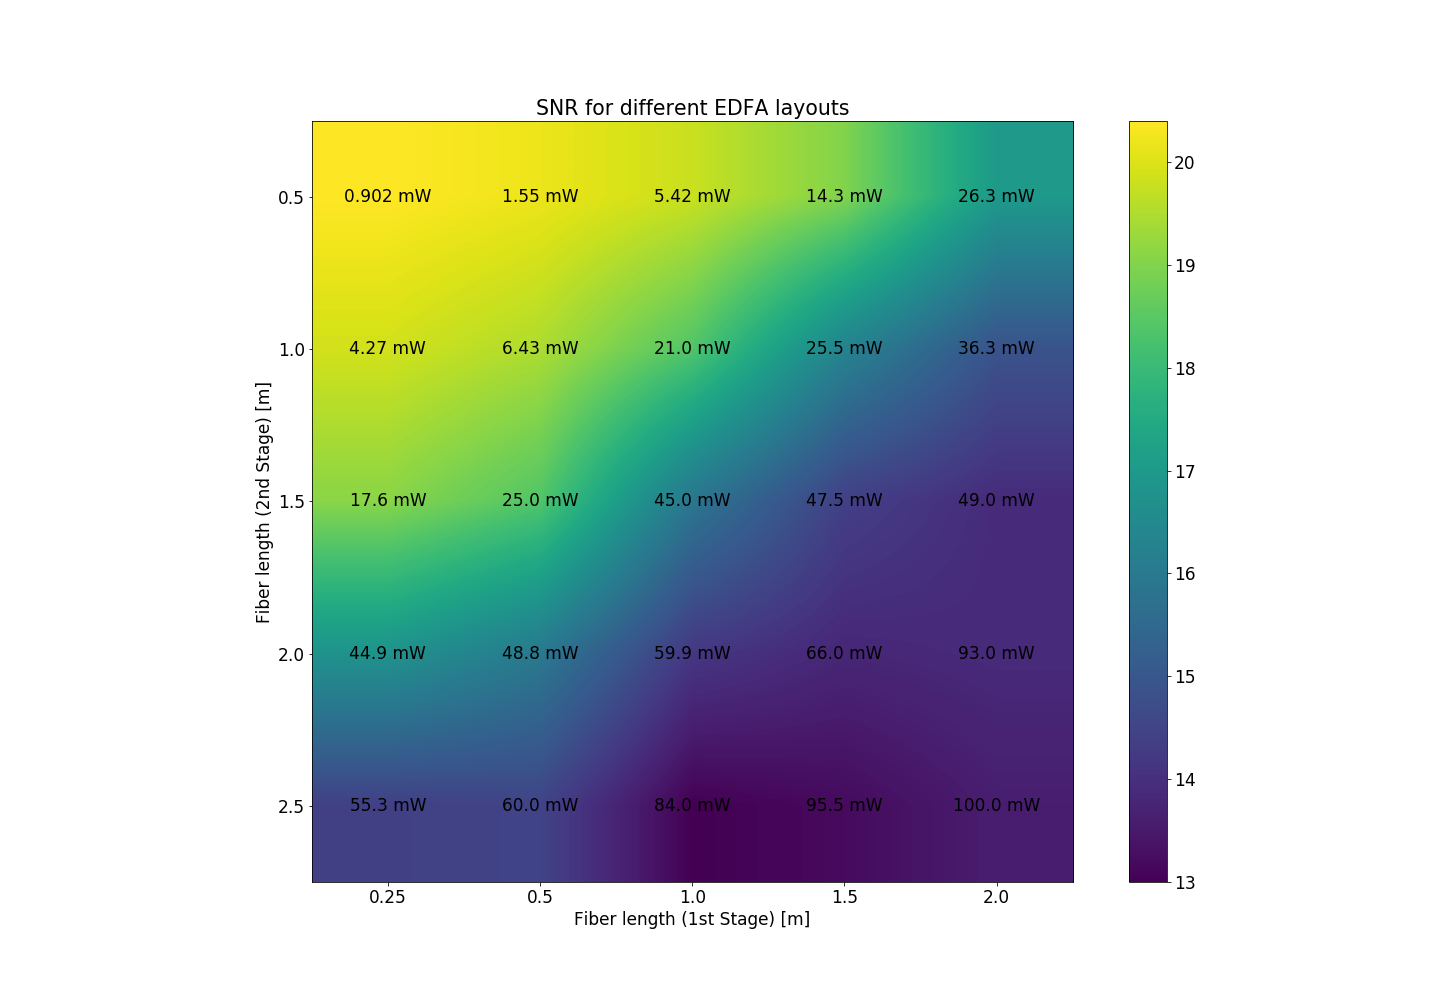 SNR for different EDFA layouts
0.5 0.902 mW 1.55 mW 5.42 mW 14.3 mW 26.3 mW
1.0 4.27 mW 6.43 mW 21.0 mW 25.5 mW 36.3 mW
1.5 17.6 mW 25.0 mW 45.0 mW 47.5 mW 49.0 mW
2.0 44.9 mW 48.8 mW 59.9 mW 66.0 mW 93.0 mW
2.5 55.3 mW 60.0 mW 84.0 mW 95.5 mW 100.0 mW
0.25 0.5 1.0 1.5 2.0
Fiber length (1st Stage) [m]
Fiber length (2nd Stage) [m]
20
19
18
17
16
15
14
13